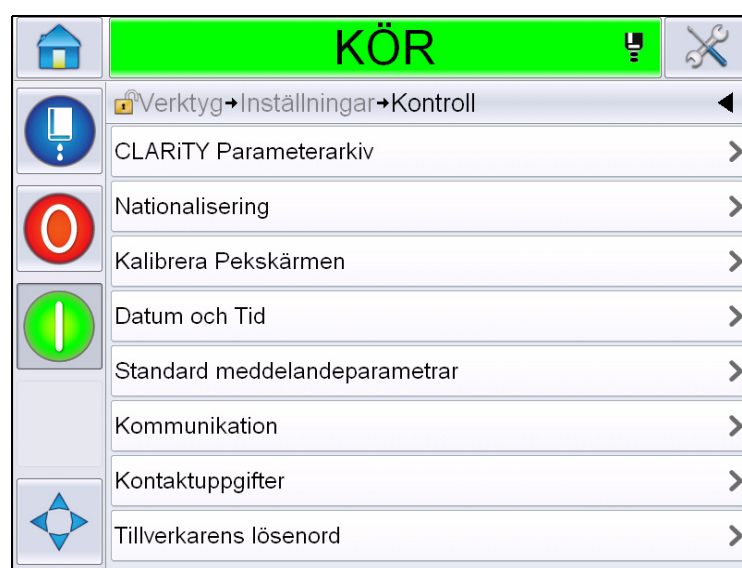 KÖR
Verktyg→Inställningar→Kontroll
CLARiTY Parameterarkiv
Nationalisering
Kalibrera Pekskärmen
Datum och Tid
Standard meddelandeparametrar
Kommunikation
Kontaktuppgifter
Tillverkarens lösenord